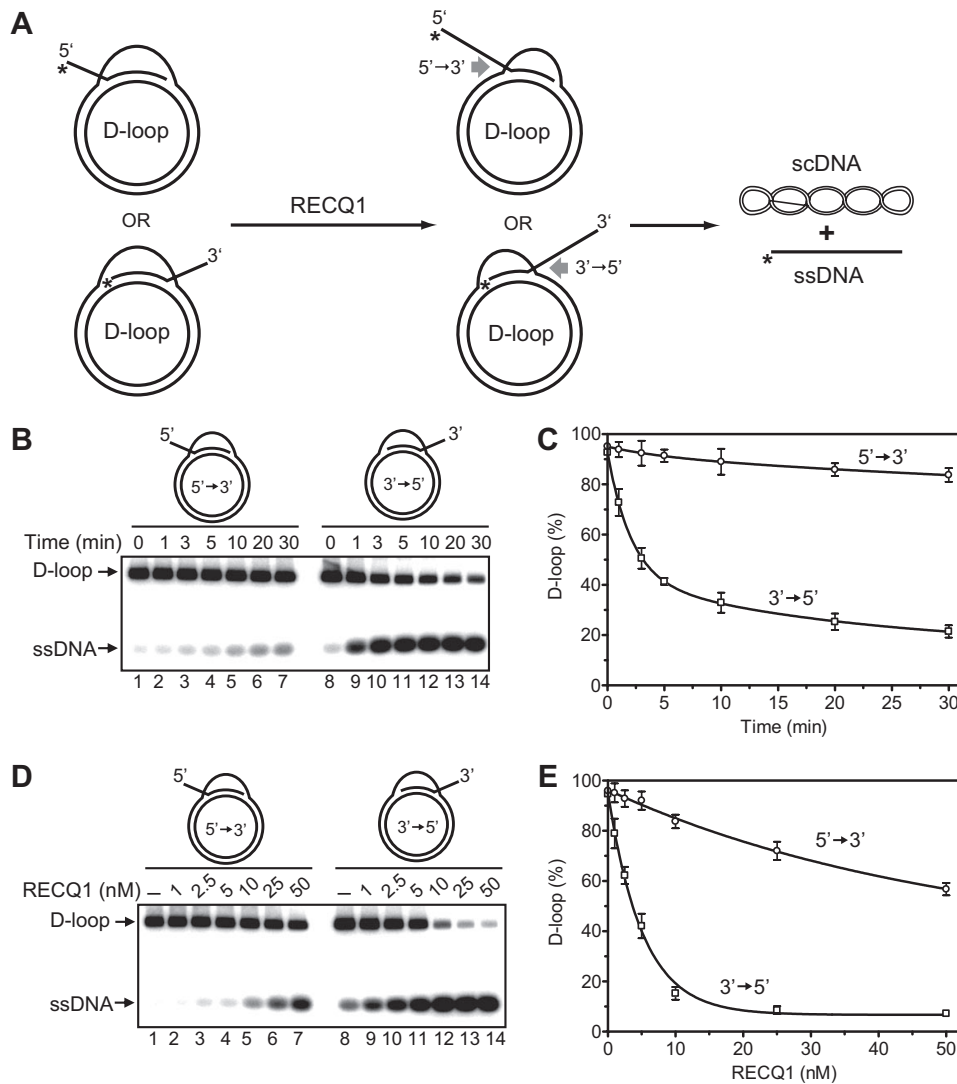 A
5‘
*
D-loop
OR
*
3‘
D-loop
RECQ1
5‘
*
5’→3’
D-loop
OR
3’
3’→5’
*
D-loop
scDNA
+
*
ssDNA
B
5’
5’→3’
3’
3’→5’
Time (min) 0 1 3 5 10 20 30 0 1 3 5 10 20 30
D-loop
ssDNA
1 2 3 4 5 6 7 8 9 10 11 12 13 14
C
D-loop (%)
100
80
60
40
20
0
5’→3’
3’→5’
0 5 10 15 20 25 30
Time (min)
D
5’
5’→3’
3’
3’→5’
RECQ1 (nM) – 1 2.5 5 10 25 50 – 1 2.5 5 10 25 50
D-loop
ssDNA
1 2 3 4 5 6 7 8 9 10 11 12 13 14
E
D-loop (%)
100
80
60
40
20
0
5’→3’
3’→5’
0 10 20 30 40 50
RECQ1 (nM)